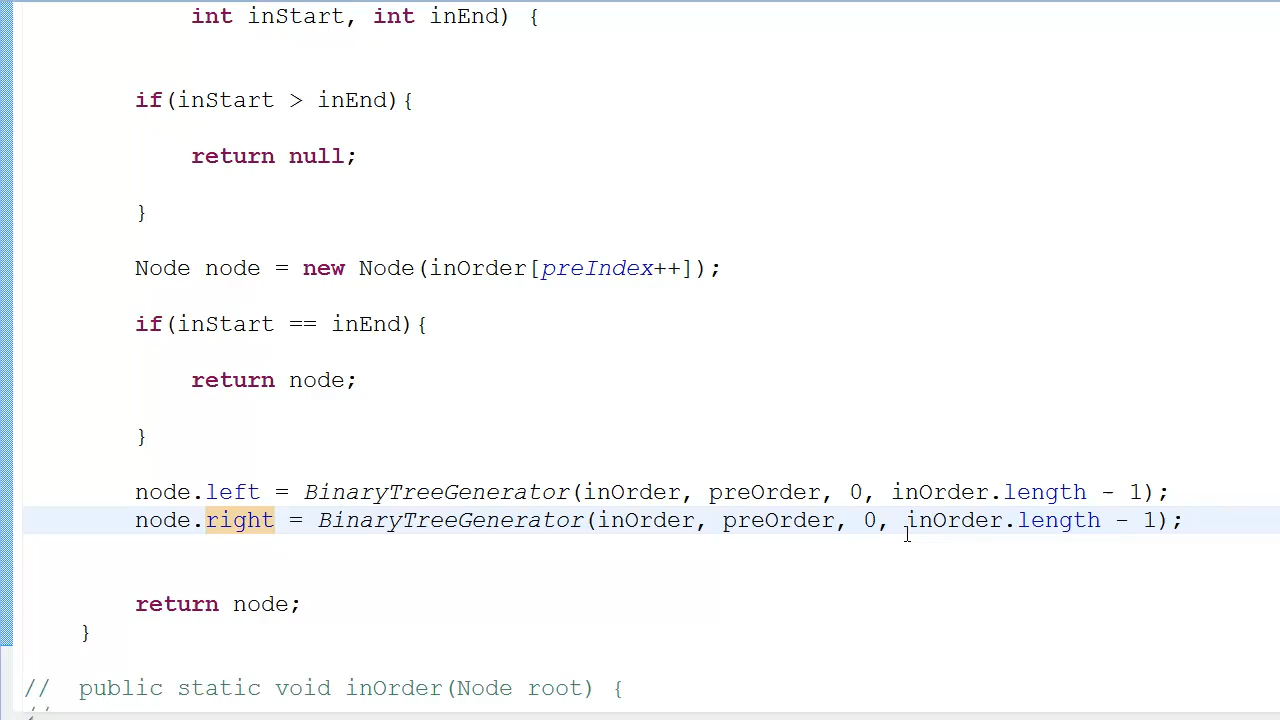 int inStart, int inEnd) {
if(inStart > inEnd){
return null;
}
Node node = new Node(inOrder[preIndex++]);
if(inStart == inEnd){
return node;
}
node.left = BinaryTreeGenerator(inOrder, preOrder, 0, inOrder.length - 1);
node.right = BinaryTreeGenerator(inOrder, preOrder, 0, inOrder.length - 1);
return node;
}
// public static void inOrder(Node root) {
//